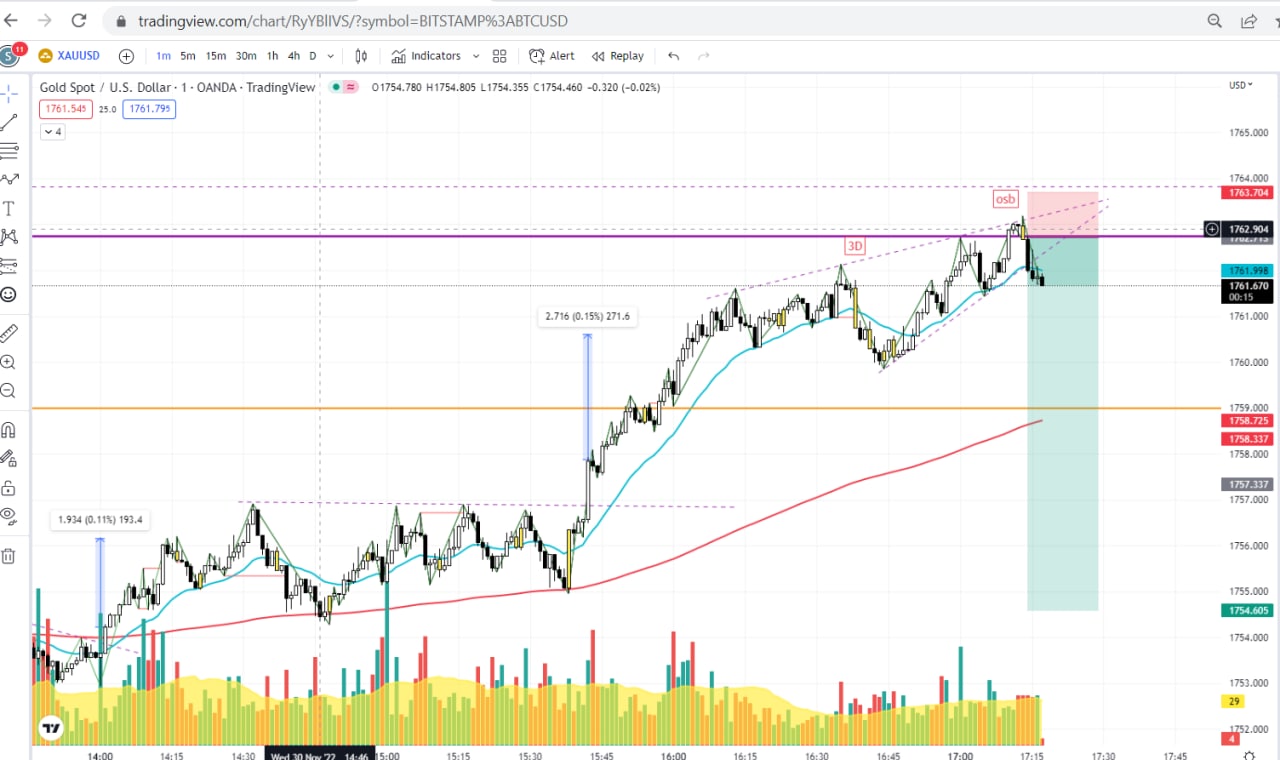 tradingview.com/chart/RyYBlIVS/?symbol=BITSTAMP%3ABTCUSD
S 11 XAUUSD 1m 5m 15m 30m 1h 4h D Indicators Alert Replay
Gold Spot / U.S. Dollar · 1 · OANDA · TradingView O1754.780 H1754.805 L1754.355 C1754.460 -0.320 (-0.02%)
USD
1761.545 25.0 1761.795
4
1765.000
1764.000
1763.704
osb
1762.904
1762.713
3D
1761.998
1761.670
00:15
2.716 (0.15%) 271.6
1761.000
1760.000
1759.000
1758.725
1758.337
1758.000
1757.337
1757.000
1.934 (0.11%) 193.4
1756.000
1755.000
1754.605
1754.000
1753.000
29
1752.000
4
14:00 14:15 14:30 Wed 30 Nov '22 14:46 15:00 15:15 15:30 15:45 16:00 16:15 16:30 16:45 17:00 17:15 17:30 17:45